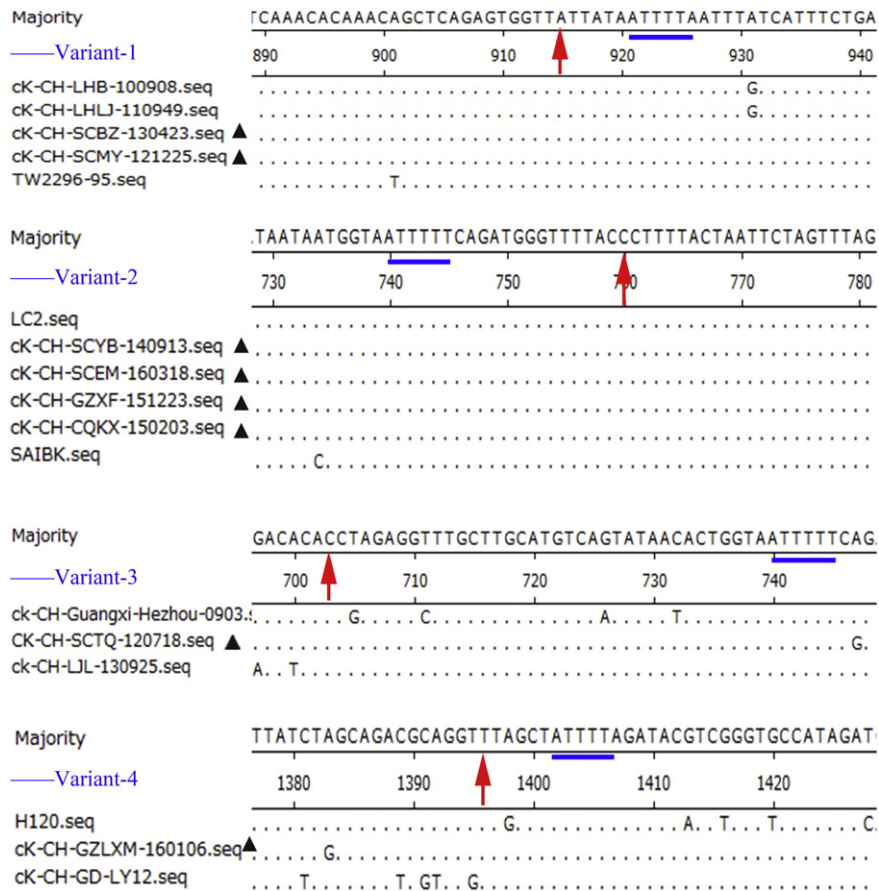 Majority TCAAACACAAACAGCTCAGAGTGGTTATTATAATTTTAATTTATCATTTCTGA
——Variant-1
890 900 910 920 930 940
cK-CH-LHB-100908.seq . . . . . . . . . . . . . . . . . . . . . . . . . . . . . . . . . . . . . . . . . . G. . . . . . . . . .
cK-CH-LHLJ-110949.seq . . . . . . . . . . . . . . . . . . . . . . . . . . . . . . . . . . . . . . . . . . G. . . . . . . . . .
cK-CH-SCBZ-130423.seq ▲ . . . . . . . . . . . . . . . . . . . . . . . . . . . . . . . . . . . . . . . . . . . . . . . . . . . .
cK-CH-SCMY-121225.seq ▲ . . . . . . . . . . . . . . . . . . . . . . . . . . . . . . . . . . . . . . . . . . . . . . . . . . . .
TW2296-95.seq . . . . . . . . . . . . T. . . . . . . . . . . . . . . . . . . . . . . . . . . . . . . . . . . . . . . .
Majority TAATAATGGTAATTTTTCAGATGGGTTTTACCCTTTTACTAATTCTAGTTTAG
——Variant-2
730 740 750 760 770 780
LC2.seq . . . . . . . . . . . . . . . . . . . . . . . . . . . . . . . . . . . . . . . . . . . . . . . . . . . .
cK-CH-SCYB-140913.seq ▲ . . . . . . . . . . . . . . . . . . . . . . . . . . . . . . . . . . . . . . . . . . . . . . . . . . . .
cK-CH-SCEM-160318.seq ▲ . . . . . . . . . . . . . . . . . . . . . . . . . . . . . . . . . . . . . . . . . . . . . . . . . . . .
cK-CH-GZXF-151223.seq ▲ . . . . . . . . . . . . . . . . . . . . . . . . . . . . . . . . . . . . . . . . . . . . . . . . . . . .
cK-CH-CQKX-150203.seq ▲ . . . . . . . . . . . . . . . . . . . . . . . . . . . . . . . . . . . . . . . . . . . . . . . . . . . .
SAIBK.seq . . . . . C. . . . . . . . . . . . . . . . . . . . . . . . . . . . . . . . . . . . . . . . . . . . . . .
Majority GACACACCTAGAGGTTTGCTTGCATGTCAGTATAACACTGGTAATTTTTCAG
——Variant-3
700 710 720 730 740
ck-CH-Guangxi-Hezhou-0903.s . . . . . . . . G. . . . . C. . . . . . . . . . . . . . A. . . . . T. . . . . . . . . . . . . . .
CK-CH-SCTQ-120718.seq ▲ . . . . . . . . . . . . . . . . . . . . . . . . . . . . . . . . . . . . . . . . . . . . . . . . . . G.
ck-CH-LJL-130925.seq A. . T. . . . . . . . . . . . . . . . . . . . . . . . . . . . . . . . . . . . . . . . . . . . . . . .
Majority TTATCTAGCAGACGCAGGTTTAGCTATTTTAGATACGTCGGGTGCCATAGAT
——Variant-4
1380 1390 1400 1410 1420
H120.seq . . . . . . . . . . . . . . . . . . . . . G. . . . . . . . . . . . . . A. . T. . . T. . . . . . . C.
cK-CH-GZLXM-160106.seq ▲ . . . . . . G. . . . . . . . . . . . . . . . . . . . . . . . . . . . . . . . . . . . . . . . . . . . .
cK-CH-GD-LY12.seq . . . . T. . . . . . . T. GT. . . G. . . . . . . . . . . . . . . . . . . . . . . . . . . . . . . . .